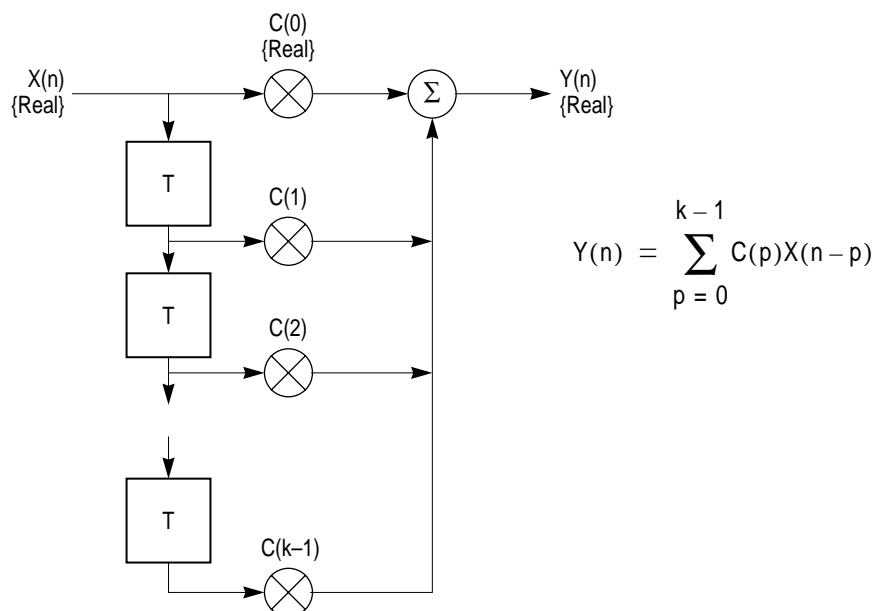 C(0)
{Real}
X(n)
{Real}
Σ
Y(n)
{Real}
T
C(1)
T
C(2)
T
C(k–1)
k – 1
Y(n) = ∑ C(p)X(n – p)
p = 0